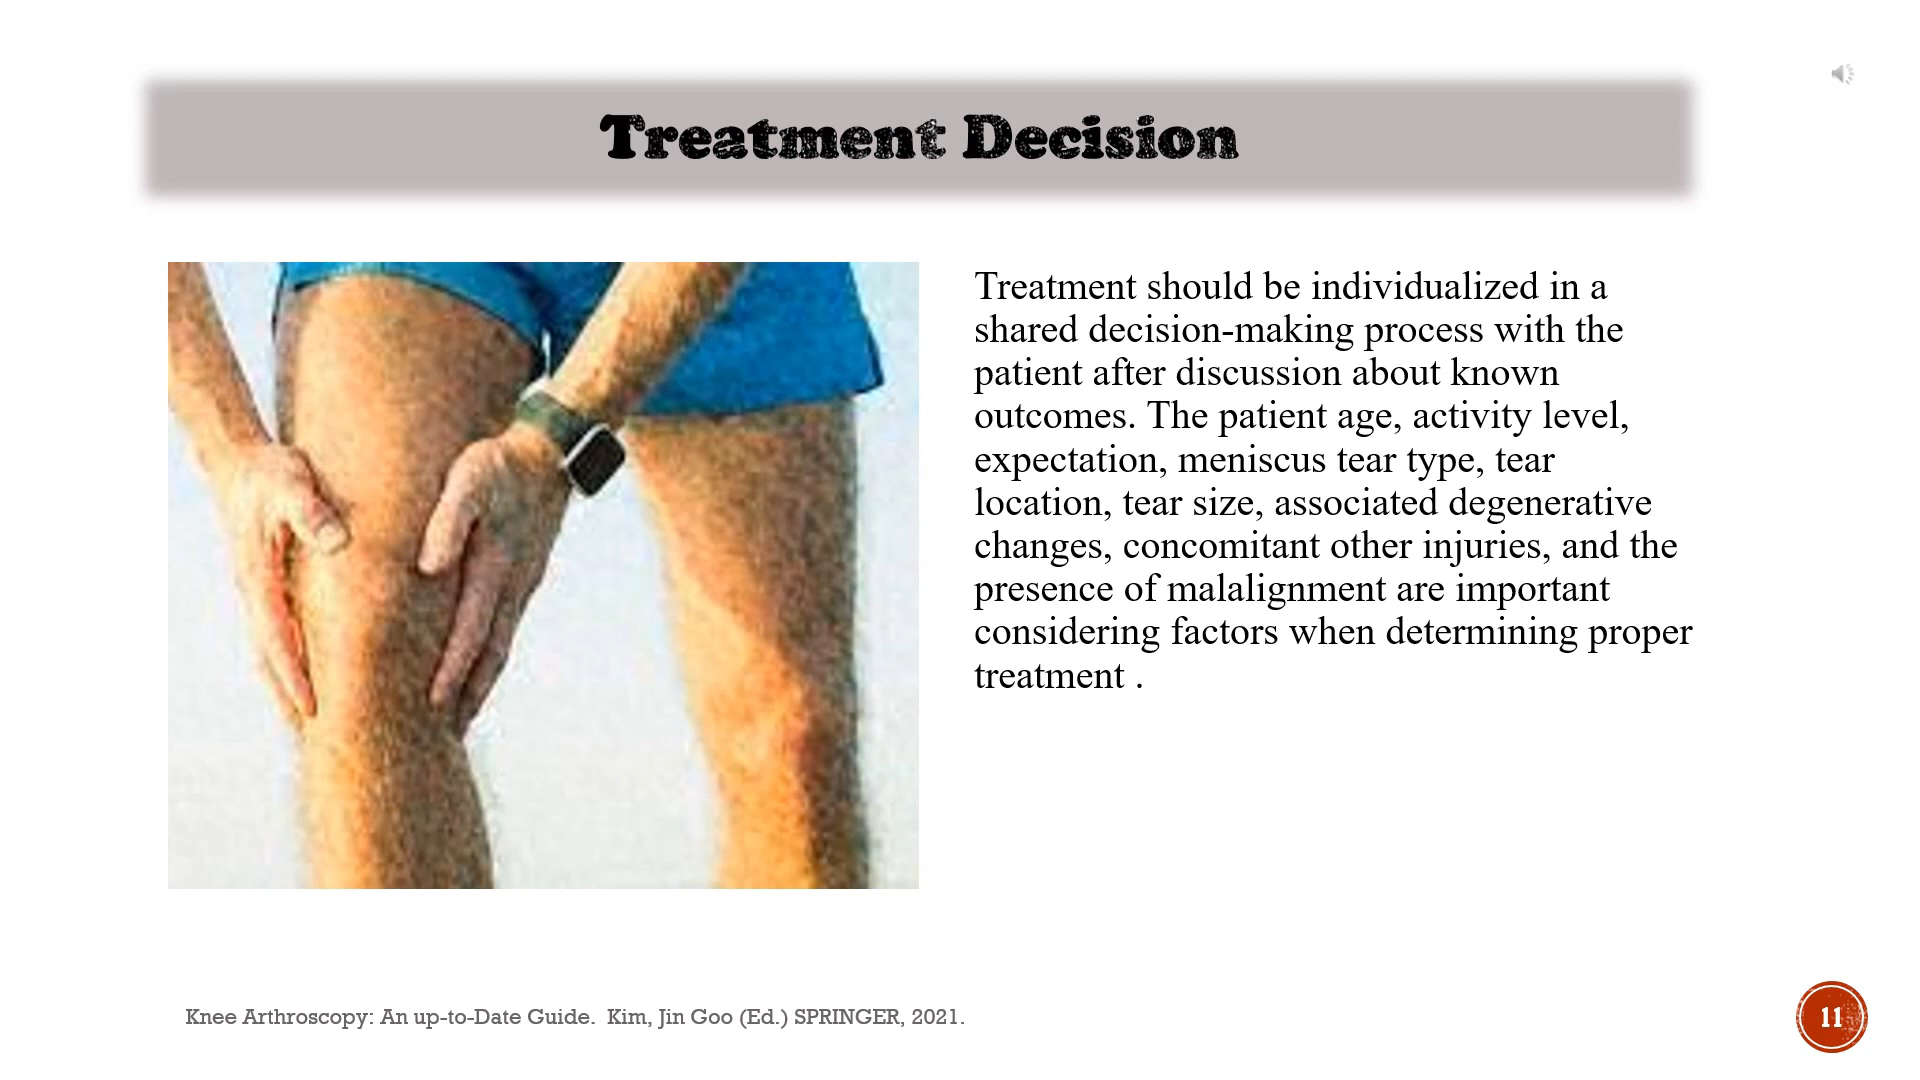 Treatment Decision
Treatment should be individualized in a
shared decision-making process with the
patient after discussion about known
outcomes. The patient age, activity level,
expectation, meniscus tear type, tear
location, tear size, associated degenerative
changes, concomitant other injuries, and the
presence of malalignment are important
considering factors when determining proper
treatment .
Knee Arthroscopy: An up-to-Date Guide.  Kim, Jin Goo (Ed.) SPRINGER, 2021.
11